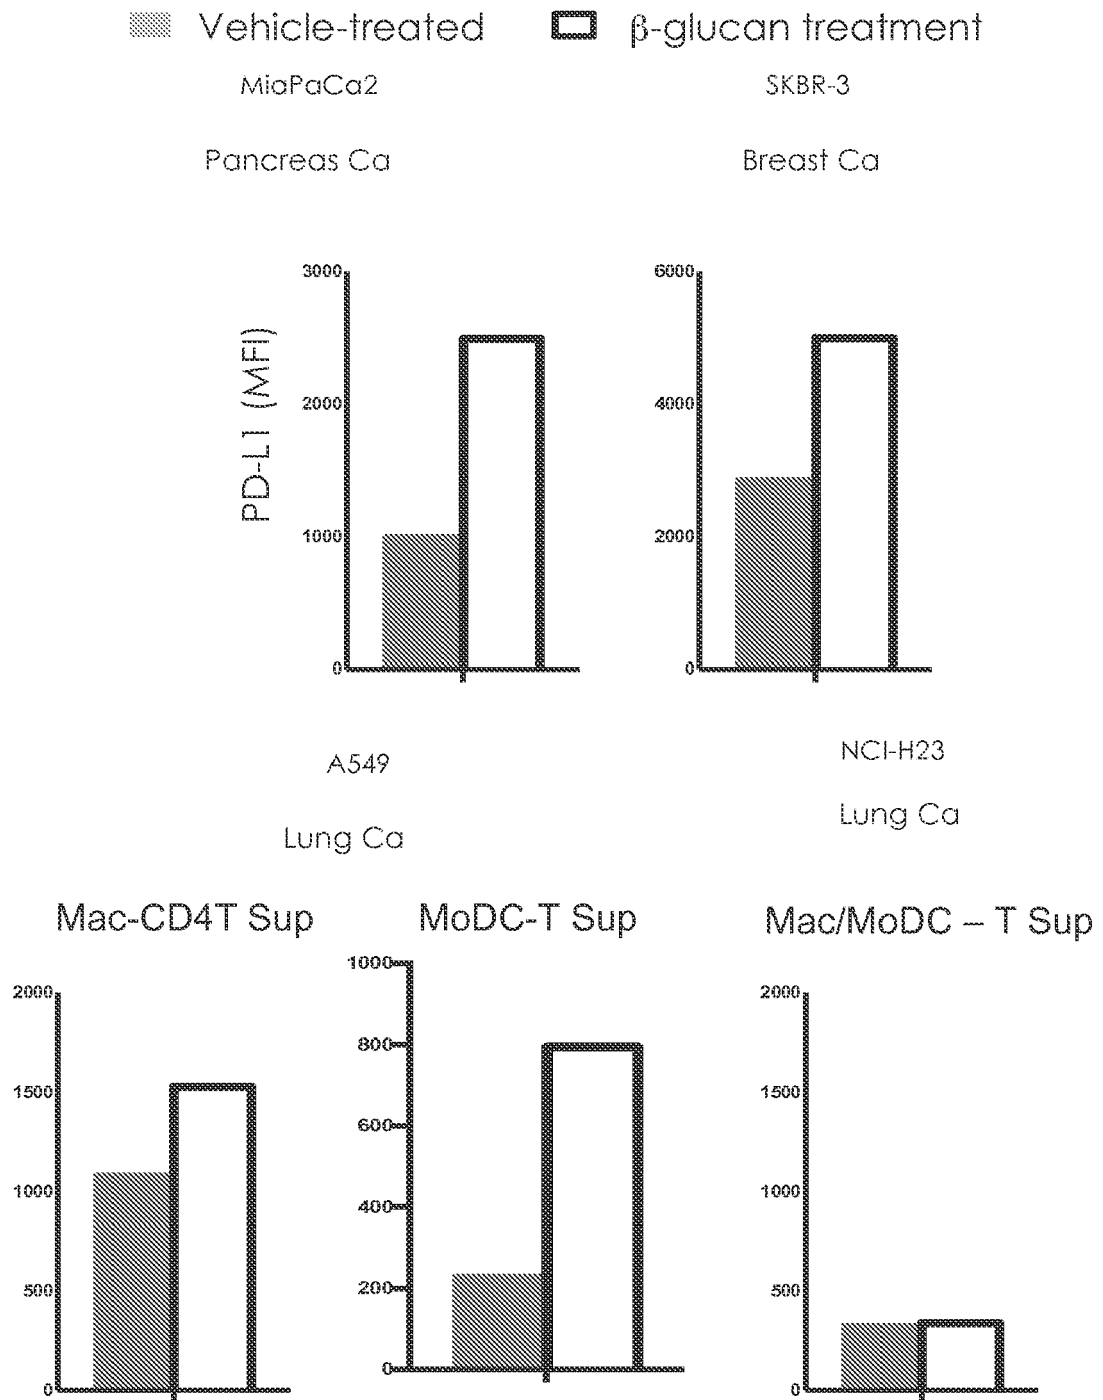 Vehicle-treated β-glucan treatment
MiaPaCa2 SKBR-3
Pancreas Ca Breast Ca
PD-L1 (MFI)
3000 6000
2000 4000
1000 2000
0 0
A549 NCI-H23
Lung Ca Lung Ca
Mac-CD4T Sup MoDC-T Sup Mac/MoDC – T Sup
2000 1000 2000
1500 800 1500
600
1000 400 1000
500 200 500
0 0 0